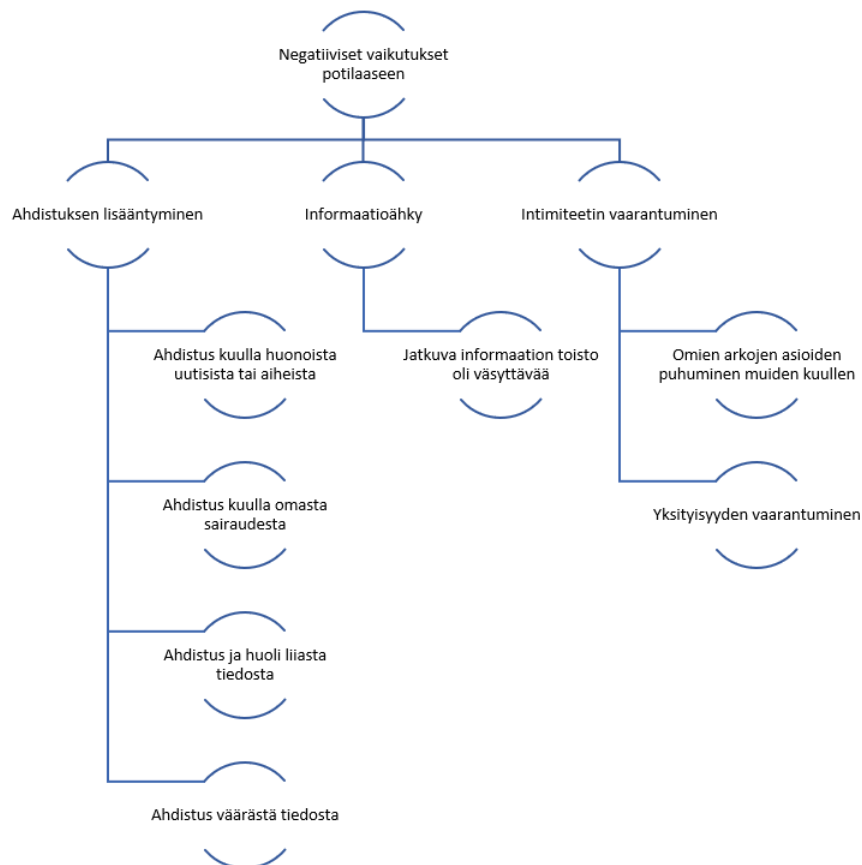 Negatiiviset vaikutukset
potilaaseen
Ahdistuksen lisääntyminen
Informaatioähky
Intimiteetin vaarantuminen
Ahdistus kuulla huonoista
uutisista tai aiheista
Jatkuva informaation toisto
oli väsyttävää
Omien arkojen asioiden
puhuminen muiden kuullen
Ahdistus kuulla omasta
sairaudesta
Yksityisyyden vaarantuminen
Ahdistus ja huoli liiasta
tiedosta
Ahdistus väärästä tiedosta